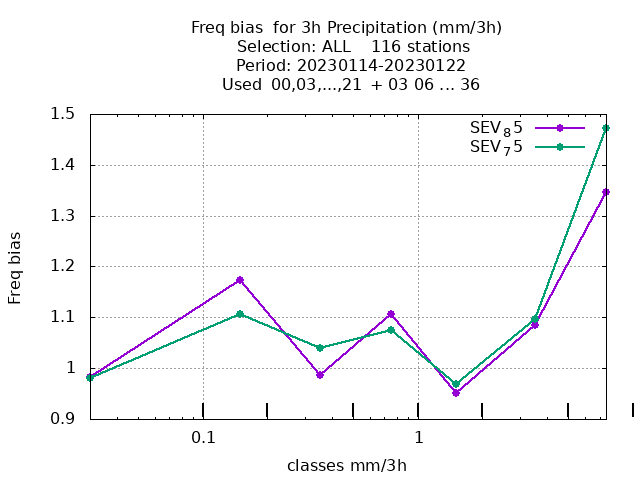 Freq bias  for 3h Precipitation (mm/3h)
Selection: ALL    116 stations
Period: 20230114-20230122
Used  00,03,...,21  + 03 06 ... 36
1.5
1.4
1.3
1.2
1.1
1
0.9
Freq bias
SEV₈5
SEV₇5
0.1
1
classes mm/3h